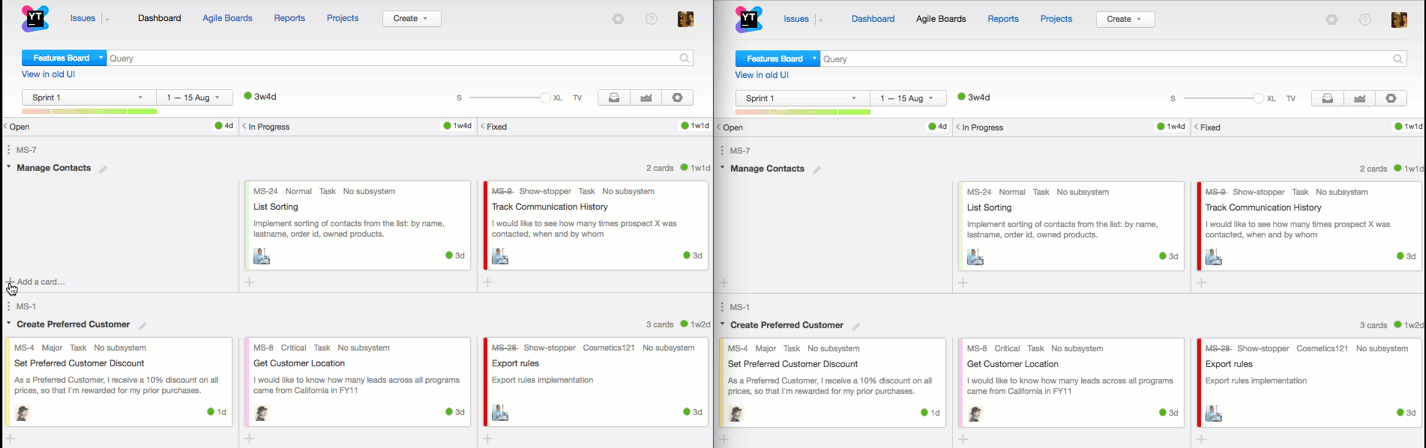 YT Issues Dashboard Agile Boards Reports Projects Create
Features Board Query
View in old UI
Sprint 1 1 — 15 Aug 3w4d S XL TV
Open 4d In Progress 1w4d Fixed 1w1d
MS-7
Manage Contacts 2 cards 1w1d
MS-24 Normal Task No subsystem
List Sorting
Implement sorting of contacts from the list: by name,
lastname, order id, owned products.
3d
MS-9 Show-stopper Task No subsystem
Track Communication History
I would like to see how many times prospect X was
contacted, when and by whom
3d
Add a card...
MS-1
Create Preferred Customer 3 cards 1w2d
MS-4 Major Task No subsystem
Set Preferred Customer Discount
As a Preferred Customer, I receive a 10% discount on all
prices, so that I'm rewarded for my prior purchases.
1d
MS-8 Critical Task No subsystem
Get Customer Location
I would like to know how many leads across all programs
came from California in FY11
3d
MS-28 Show-stopper Cosmetics121 No subsystem
Export rules
Export rules implementation
3d
YT Issues Dashboard Agile Boards Reports Projects Create
Features Board Query
View in old UI
Sprint 1 1 — 15 Aug 3w4d S XL TV
Open 4d In Progress 1w4d Fixed 1w1d
MS-7
Manage Contacts 2 cards 1w1d
MS-24 Normal Task No subsystem
List Sorting
Implement sorting of contacts from the list: by name,
lastname, order id, owned products.
3d
MS-9 Show-stopper Task No subsystem
Track Communication History
I would like to see how many times prospect X was
contacted, when and by whom
3d
MS-1
Create Preferred Customer 3 cards 1w2d
MS-4 Major Task No subsystem
Set Preferred Customer Discount
As a Preferred Customer, I receive a 10% discount on all
prices, so that I'm rewarded for my prior purchases.
1d
MS-8 Critical Task No subsystem
Get Customer Location
I would like to know how many leads across all programs
came from California in FY11
3d
MS-28 Show-stopper Cosmetics121 No subsystem
Export rules
Export rules implementation
3d